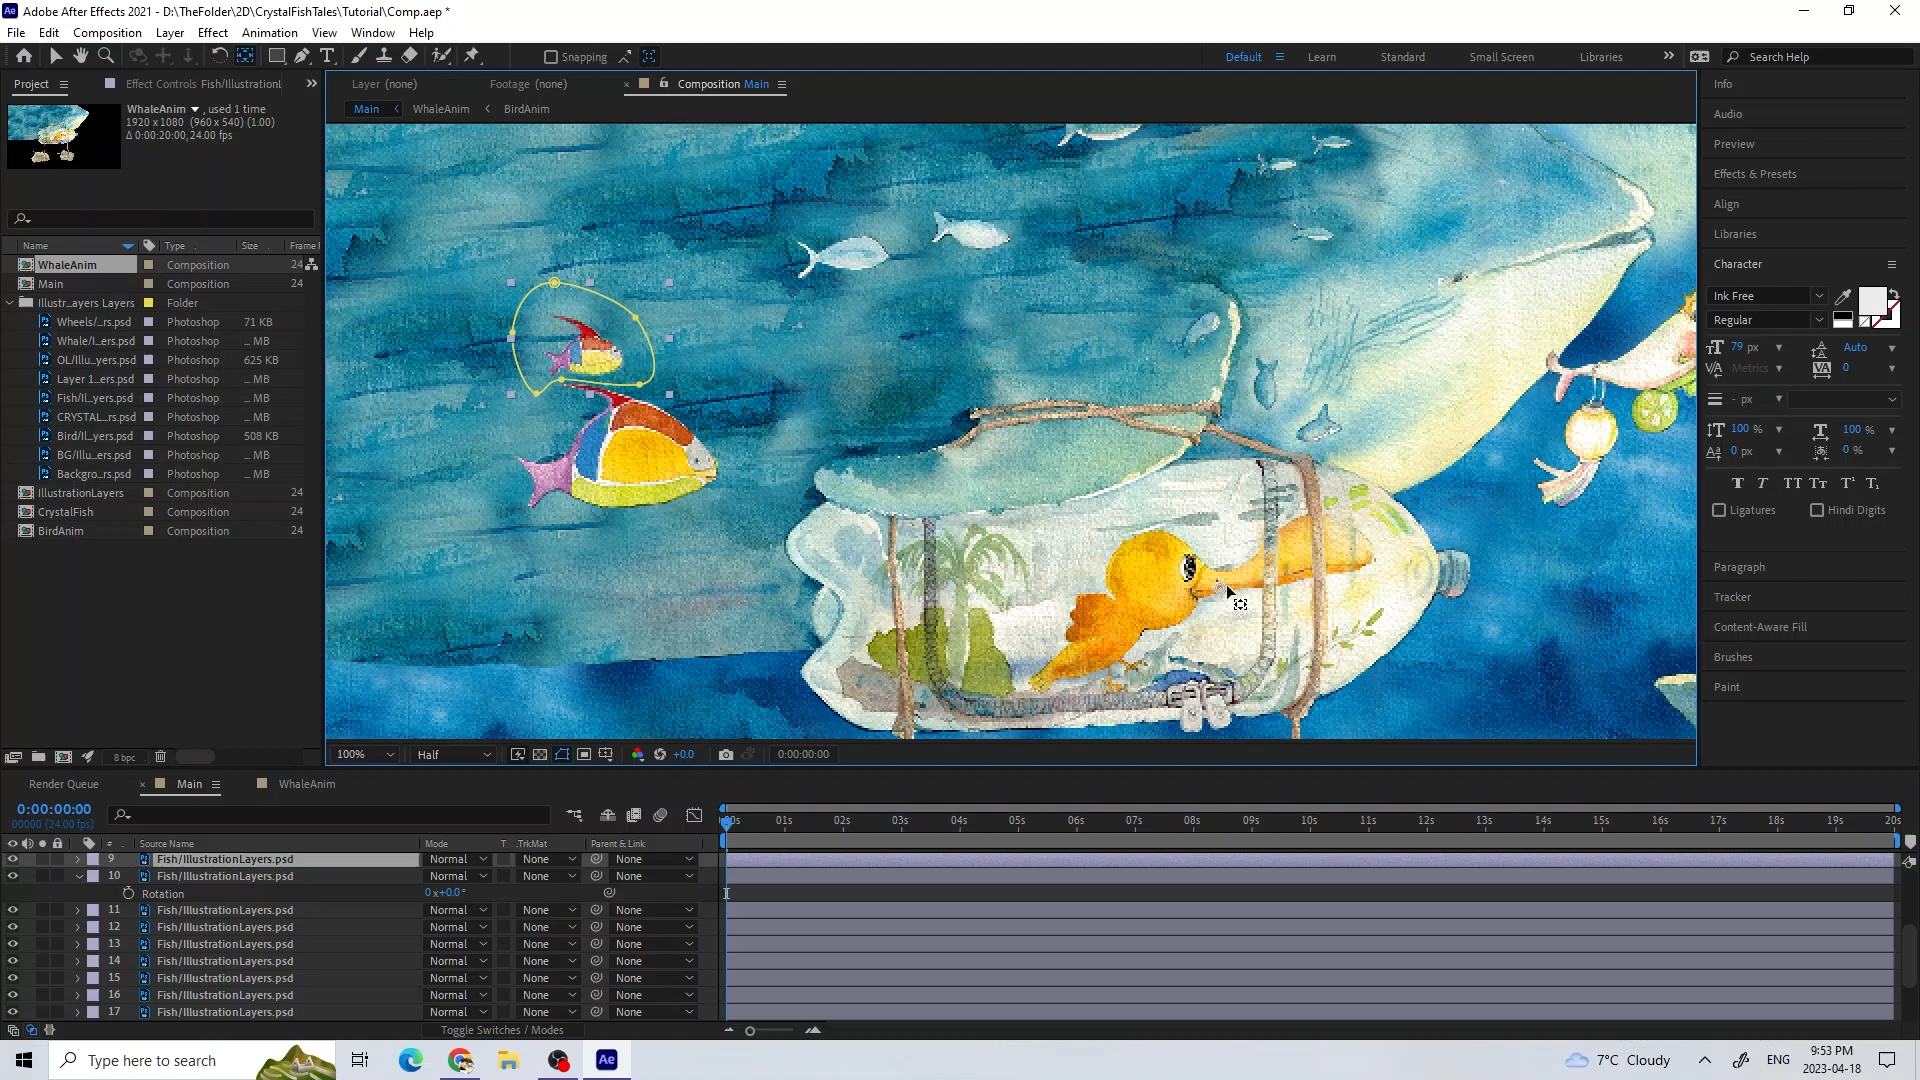 Adobe After Effects 2021 - D:\TheFolder\2D\CrystalFishTales\Tutorial\Comp.aep *
File Edit Composition Layer Effect Animation View Window Help
Snapping
Default Learn Standard Small Screen Libraries Search Help
Project Effect Controls Fish/Illustration
Layer (none) Footage (none) Composition Main
Main WhaleAnim BirdAnim
WhaleAnim , used 1 time
1920 x 1080 (960 x 540) (1.00)
Δ 0:00:20:00, 24.00 fps
Name Type Size Frame
WhaleAnim Composition 24
Main Composition 24
Illustr...ayers Layers Folder
Wheels/...rs.psd Photoshop 71 KB
Whale/I...ers.psd Photoshop ... MB
OL/Illu...yers.psd Photoshop 625 KB
Layer 1...ers.psd Photoshop ... MB
Fish/Il...yers.psd Photoshop ... MB
CRYSTAL...rs.psd Photoshop ... MB
Bird/Il...yers.psd Photoshop 508 KB
BG/Illu...ers.psd Photoshop ... MB
Backgro...rs.psd Photoshop ... MB
IllustrationLayers Composition 24
CrystalFish Composition 24
BirdAnim Composition 24
8 bpc
100% Half +0.0 0:00:00:00
Info
Audio
Preview
Effects & Presets
Align
Libraries
Character
Ink Free
Regular
79 px Auto
Metrics 0
- px
100 % 100 %
0 px 0 %
T T TT Tt T' T,
Ligatures Hindi Digits
Paragraph
Tracker
Content-Aware Fill
Brushes
Paint
Render Queue Main WhaleAnim
0:00:00:00
00000 (24.00 fps)
00s 01s 02s 03s 04s 05s 06s 07s 08s 09s 10s 11s 12s 13s 14s 15s 16s 17s 18s 19s 20s
# Source Name Mode T .TrkMat Parent & Link
9 Fish/IllustrationLayers.psd Normal None None
10 Fish/IllustrationLayers.psd Normal None None
Rotation 0x+0.0°
11 Fish/IllustrationLayers.psd Normal None None
12 Fish/IllustrationLayers.psd Normal None None
13 Fish/IllustrationLayers.psd Normal None None
14 Fish/IllustrationLayers.psd Normal None None
15 Fish/IllustrationLayers.psd Normal None None
16 Fish/IllustrationLayers.psd Normal None None
17 Fish/IllustrationLayers.psd Normal None None
Toggle Switches / Modes
Type here to search
7°C Cloudy ENG
9:53 PM
2023-04-18